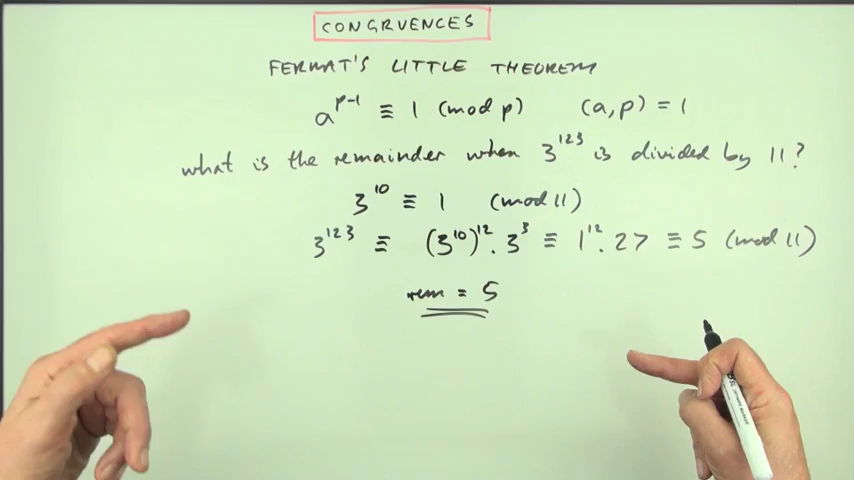 CONGRUENCES
FERMAT'S LITTLE THEOREM
a^{p-1} ≡ 1 (mod p) (a, p) = 1
what is the remainder when 3^{123} is divided by 11?
3^{10} ≡ 1 (mod 11)
3^{123} ≡ (3^{10})^{12} . 3^3 ≡ 1^{12} . 27 ≡ 5 (mod 11)
rem = 5